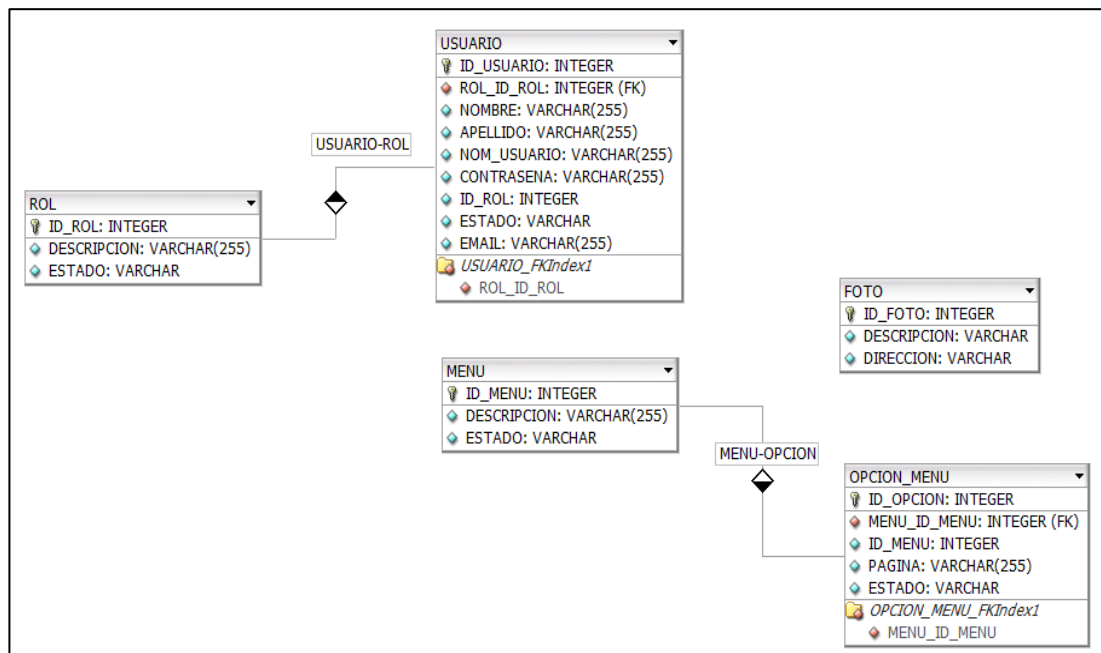 USUARIO
ID_USUARIO: INTEGER
ROL_ID_ROL: INTEGER (FK)
NOMBRE: VARCHAR(255)
APELLIDO: VARCHAR(255)
NOM_USUARIO: VARCHAR(255)
CONTRASENA: VARCHAR(255)
ID_ROL: INTEGER
ESTADO: VARCHAR
EMAIL: VARCHAR(255)
USUARIO_FKIndex1
ROL_ID_ROL
USUARIO-ROL
ROL
ID_ROL: INTEGER
DESCRIPCION: VARCHAR(255)
ESTADO: VARCHAR
FOTO
ID_FOTO: INTEGER
DESCRIPCION: VARCHAR
DIRECCION: VARCHAR
MENU
ID_MENU: INTEGER
DESCRIPCION: VARCHAR(255)
ESTADO: VARCHAR
MENU-OPCION
OPCION_MENU
ID_OPCION: INTEGER
MENU_ID_MENU: INTEGER (FK)
ID_MENU: INTEGER
PAGINA: VARCHAR(255)
ESTADO: VARCHAR
OPCION_MENU_FKIndex1
MENU_ID_MENU